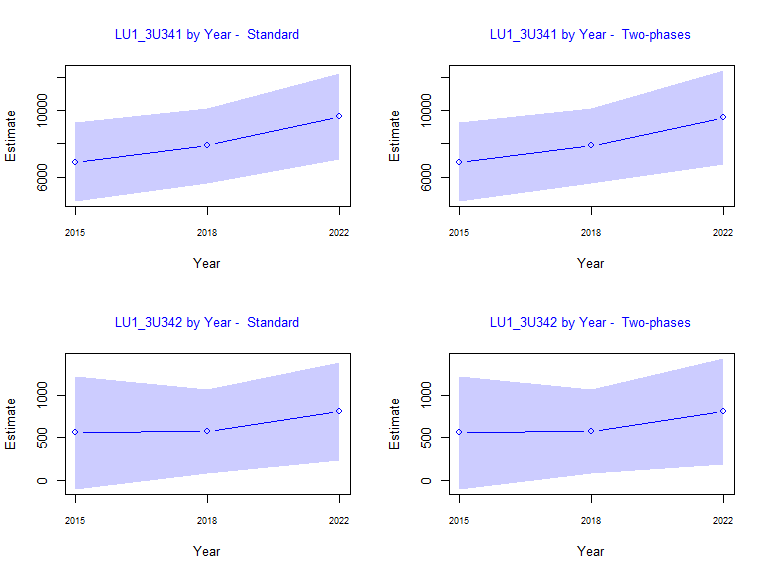 LU1_3U341 by Year - Standard
Estimate
6000
10000
2015
2018
2022
Year
LU1_3U341 by Year - Two-phases
Estimate
6000
10000
2015
2018
2022
Year
LU1_3U342 by Year - Standard
Estimate
0
500
1000
2015
2018
2022
Year
LU1_3U342 by Year - Two-phases
Estimate
0
500
1000
2015
2018
2022
Year